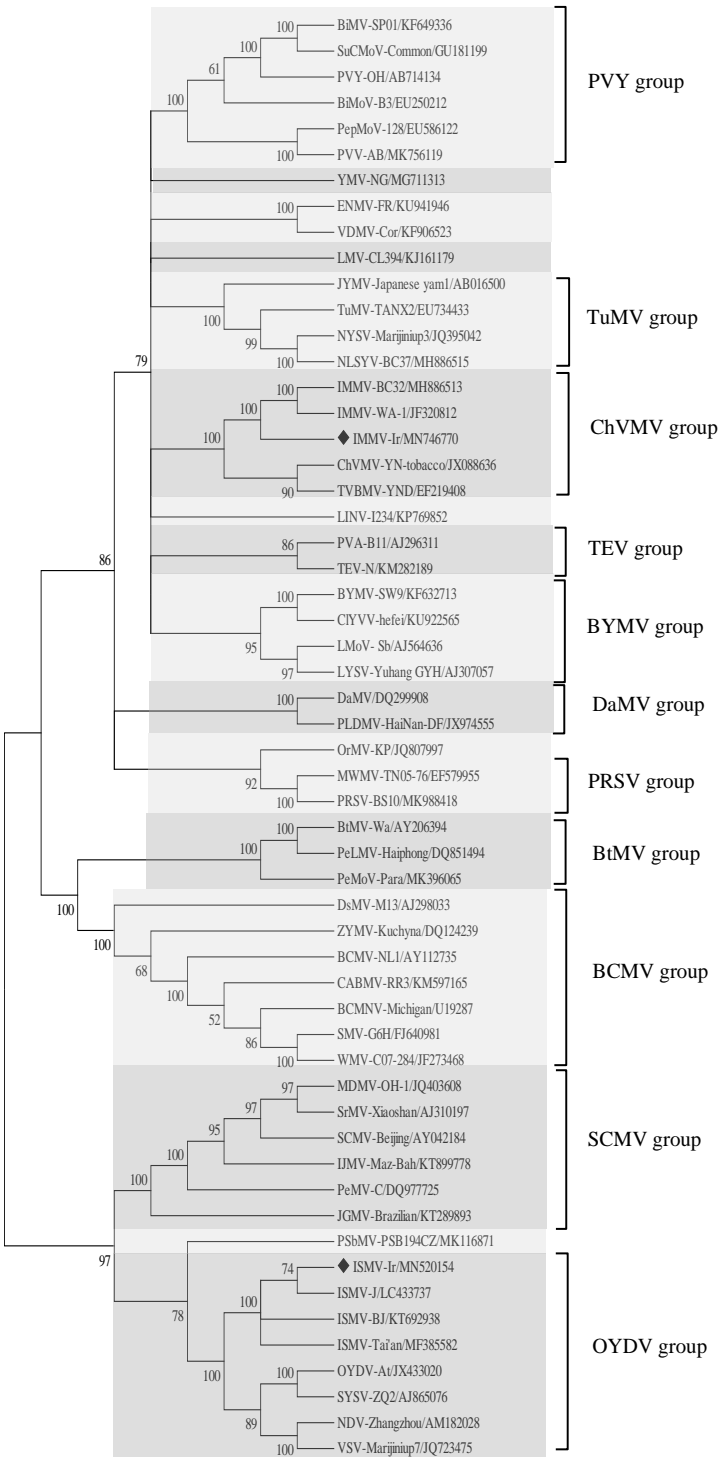 BiMV-SP01/KF649336
SuCMoV-Common/GU181199
PVY-OH/AB714134
BiMoV-B3/EU250212
PepMoV-128/EU586122
PVV-AB/MK756119
YMV-NG/MG711313
ENMV-FR/KU941946
VDMV-Cor/KF906523
LMV-CL394/KJ161179
JYMV-Japanese yam1/AB016500
TuMV-TANX2/EU734433
NYSV-Marijiniup3/JQ395042
NLSYV-BC37/MH886515
IMMV-BC32/MH886513
IMMV-WA-1/JF320812
IMMV-Ir/MN746770
ChVMV-YN-tobacco/JX088636
TVBMV-YND/EF219408
LINV-I234/KP769852
PVA-B11/AJ296311
TEV-N/KM282189
BYMV-SW9/KF632713
ClYVV-hefei/KU922565
LMoV- Sb/AJ564636
LYSV-Yuhang GYH/AJ307057
DaMV/DQ299908
PLDMV-HaiNan-DF/JX974555
OrMV-KP/JQ807997
MWMV-TN05-76/EF579955
PRSV-BS10/MK988418
BtMV-Wa/AY206394
PeLMV-Haiphong/DQ851494
PeMoV-Para/MK396065
DsMV-M13/AJ298033
ZYMV-Kuchyna/DQ124239
BCMV-NL1/AY112735
CABMV-RR3/KM597165
BCMNV-Michigan/U19287
SMV-G6H/FJ640981
WMV-C07-284/JF273468
MDMV-OH-1/JQ403608
SrMV-Xiaoshan/AJ310197
SCMV-Beijing/AY042184
IJMV-Maz-Bah/KT899778
PeMV-C/DQ977725
JGMV-Brazilian/KT289893
PSbMV-PSB194CZ/MK116871
ISMV-Ir/MN520154
ISMV-J/LC433737
ISMV-BJ/KT692938
ISMV-Tai'an/MF385582
OYDV-At/JX433020
SYSV-ZQ2/AJ865076
NDV-Zhangzhou/AM182028
VSV-Marijiniup7/JQ723475
PVY group
TuMV group
ChVMV group
TEV group
BYMV group
DaMV group
PRSV group
BtMV group
BCMV group
SCMV group
OYDV group
100
100
61
100
100
100
100
99
100
79
100
100
100
90
86
86
100
95
97
100
92
100
100
100
100
100
68
100
52
86
100
97
97
95
100
100
97
78
74
100
100
100
89
100